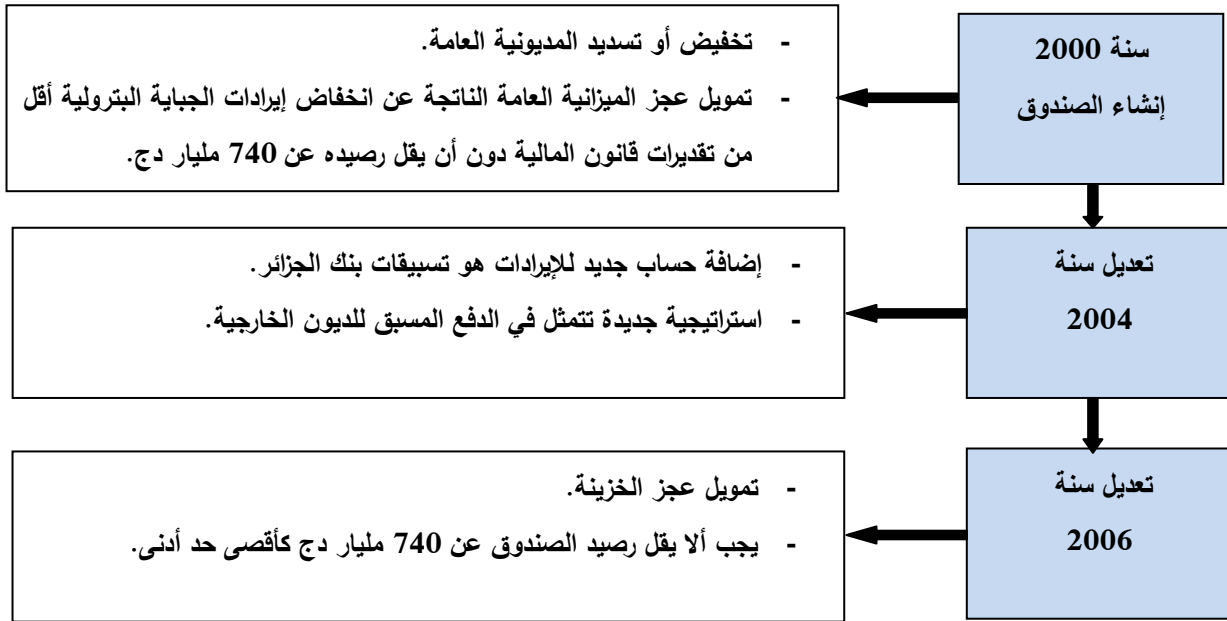 سنة 2000
إنشاء الصندوق
- تخفيض أو تسديد المديونية العامة.
- تمويل عجز الميزانية العامة الناتجة عن انخفاض إيرادات الجباية البترولية أقل
من تقديرات قانون المالية دون أن يقل رصيده عن 740 مليار دج.
تعديل سنة
2004
- إضافة حساب جديد للإيرادات هو تسبيقات بنك الجزائر.
- استراتيجية جديدة تتمثل في الدفع المسبق للديون الخارجية.
تعديل سنة
2006
- تمويل عجز الخزينة.
- يجب ألا يقل رصيد الصندوق عن 740 مليار دج كأقصى حد أدنى.